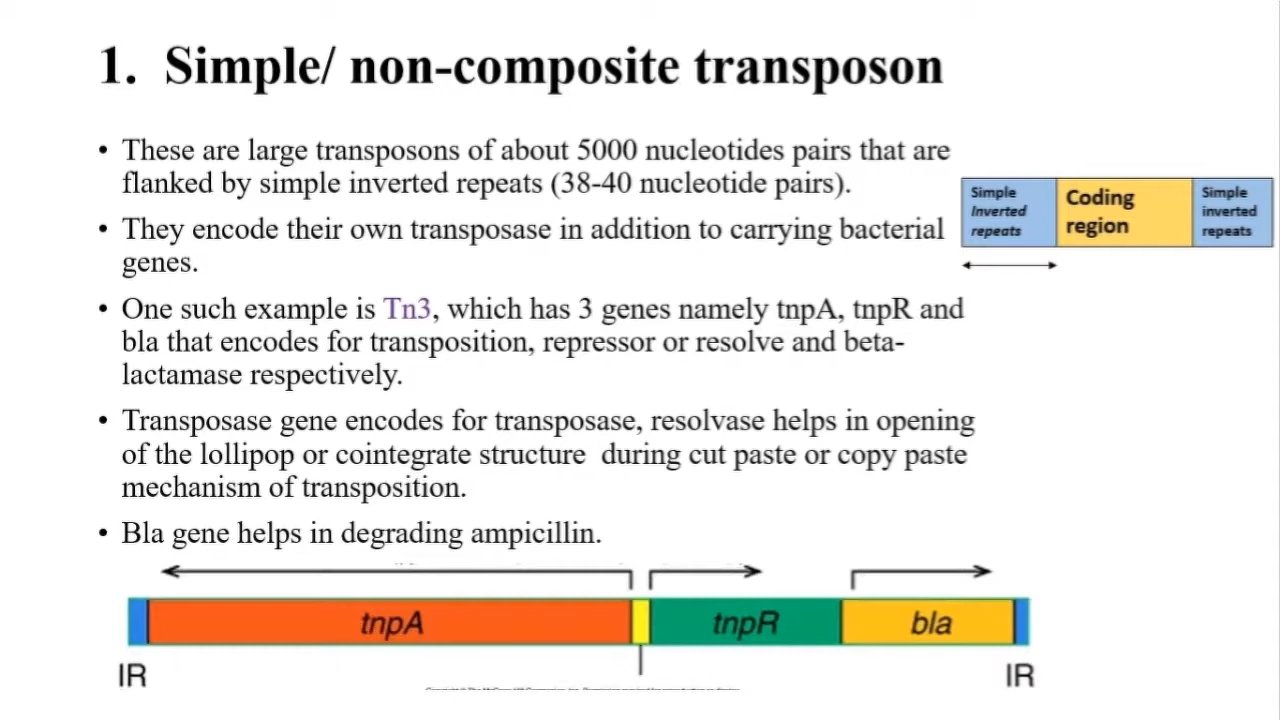 1. Simple/ non-composite transposon
• These are large transposons of about 5000 nucleotides pairs that are
flanked by simple inverted repeats (38-40 nucleotide pairs).
• They encode their own transposase in addition to carrying bacterial
genes.
• One such example is Tn3, which has 3 genes namely tnpA, tnpR and
bla that encodes for transposition, repressor or resolve and beta-
lactamase respectively.
• Transposase gene encodes for transposase, resolvase helps in opening
of the lollipop or cointegrate structure during cut paste or copy paste
mechanism of transposition.
• Bla gene helps in degrading ampicillin.
Simple
Inverted
repeats
Coding
region
Simple
inverted
repeats
tnpA
tnpR
bla
IR
IR